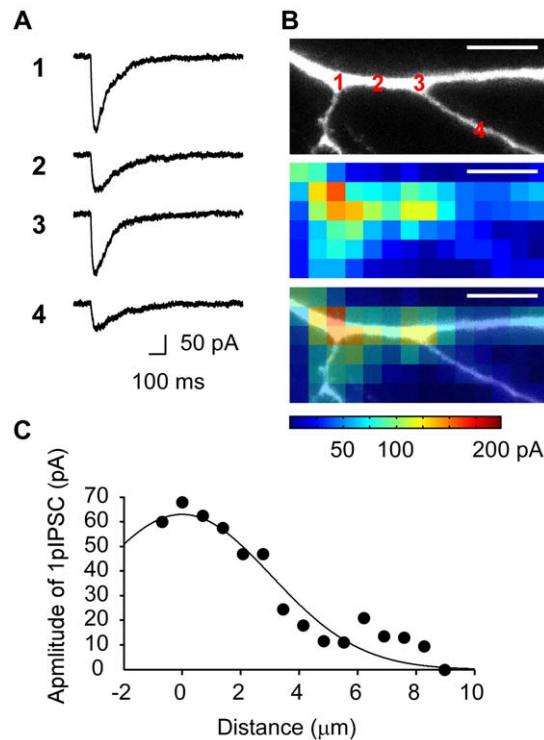 A
1
2
3
4
50 pA
100 ms
B
1 2 3
4
50 100 200 pA
C
Apmlitude of 1pIPSC (pA)
70
60
50
40
30
20
10
0
-2 0 2 4 6 8 10
Distance (μm)